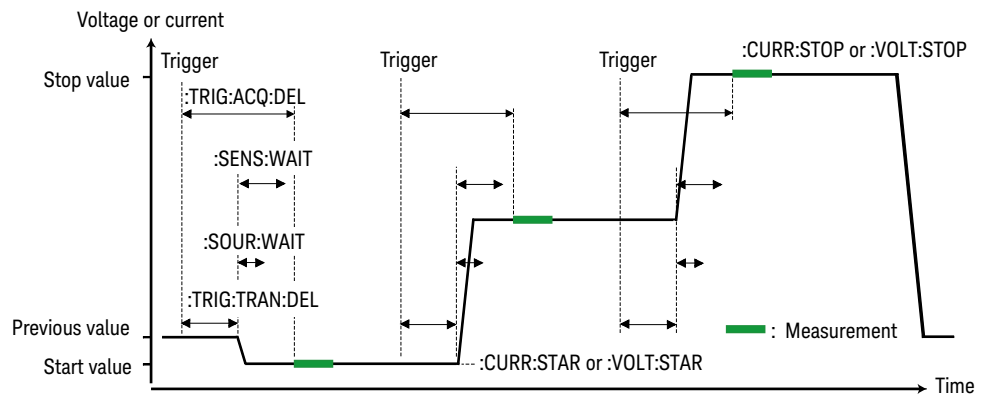 Voltage or current
Trigger
Trigger
Trigger
:CURR:STOP or :VOLT:STOP
Stop value
:TRIG:ACQ:DEL
:SENS:WAIT
:SOUR:WAIT
:TRIG:TRAN:DEL
Previous value
: Measurement
Start value
:CURR:STAR or :VOLT:STAR
Time